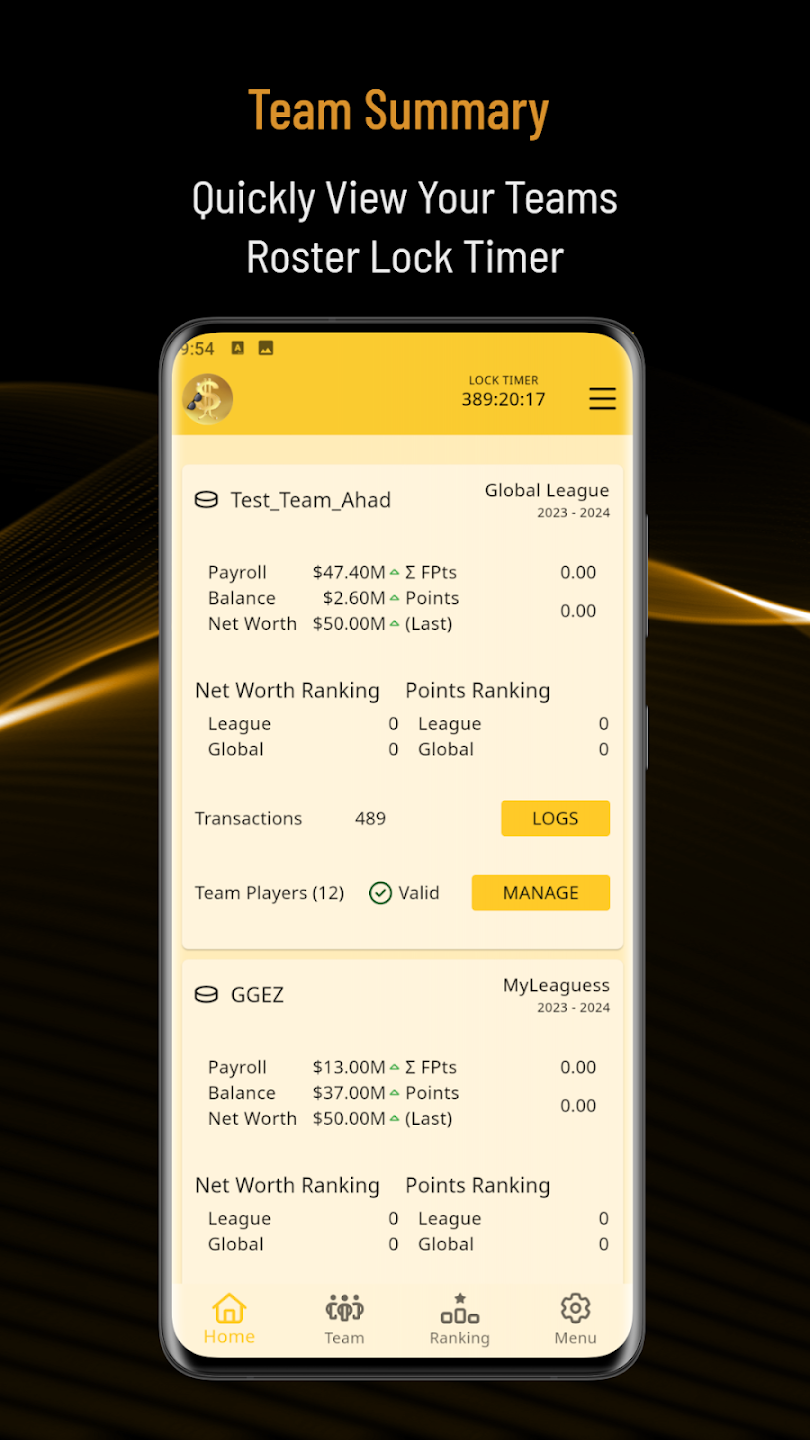 Team Summary
Quickly View Your Teams
Roster Lock Timer
9:54
LOCK TIMER
389:20:17
Test_Team_Ahad
Global League
2023 - 2024
Payroll $47.40M Σ FPts 0.00
Balance $2.60M Points
Net Worth $50.00M (Last) 0.00
Net Worth Ranking Points Ranking
League 0 League 0
Global 0 Global 0
Transactions 489 LOGS
Team Players (12) Valid MANAGE
GGEZ
MyLeaguess
2023 - 2024
Payroll $13.00M Σ FPts 0.00
Balance $37.00M Points
Net Worth $50.00M (Last) 0.00
Net Worth Ranking Points Ranking
League 0 League 0
Global 0 Global 0
Home Team Ranking Menu